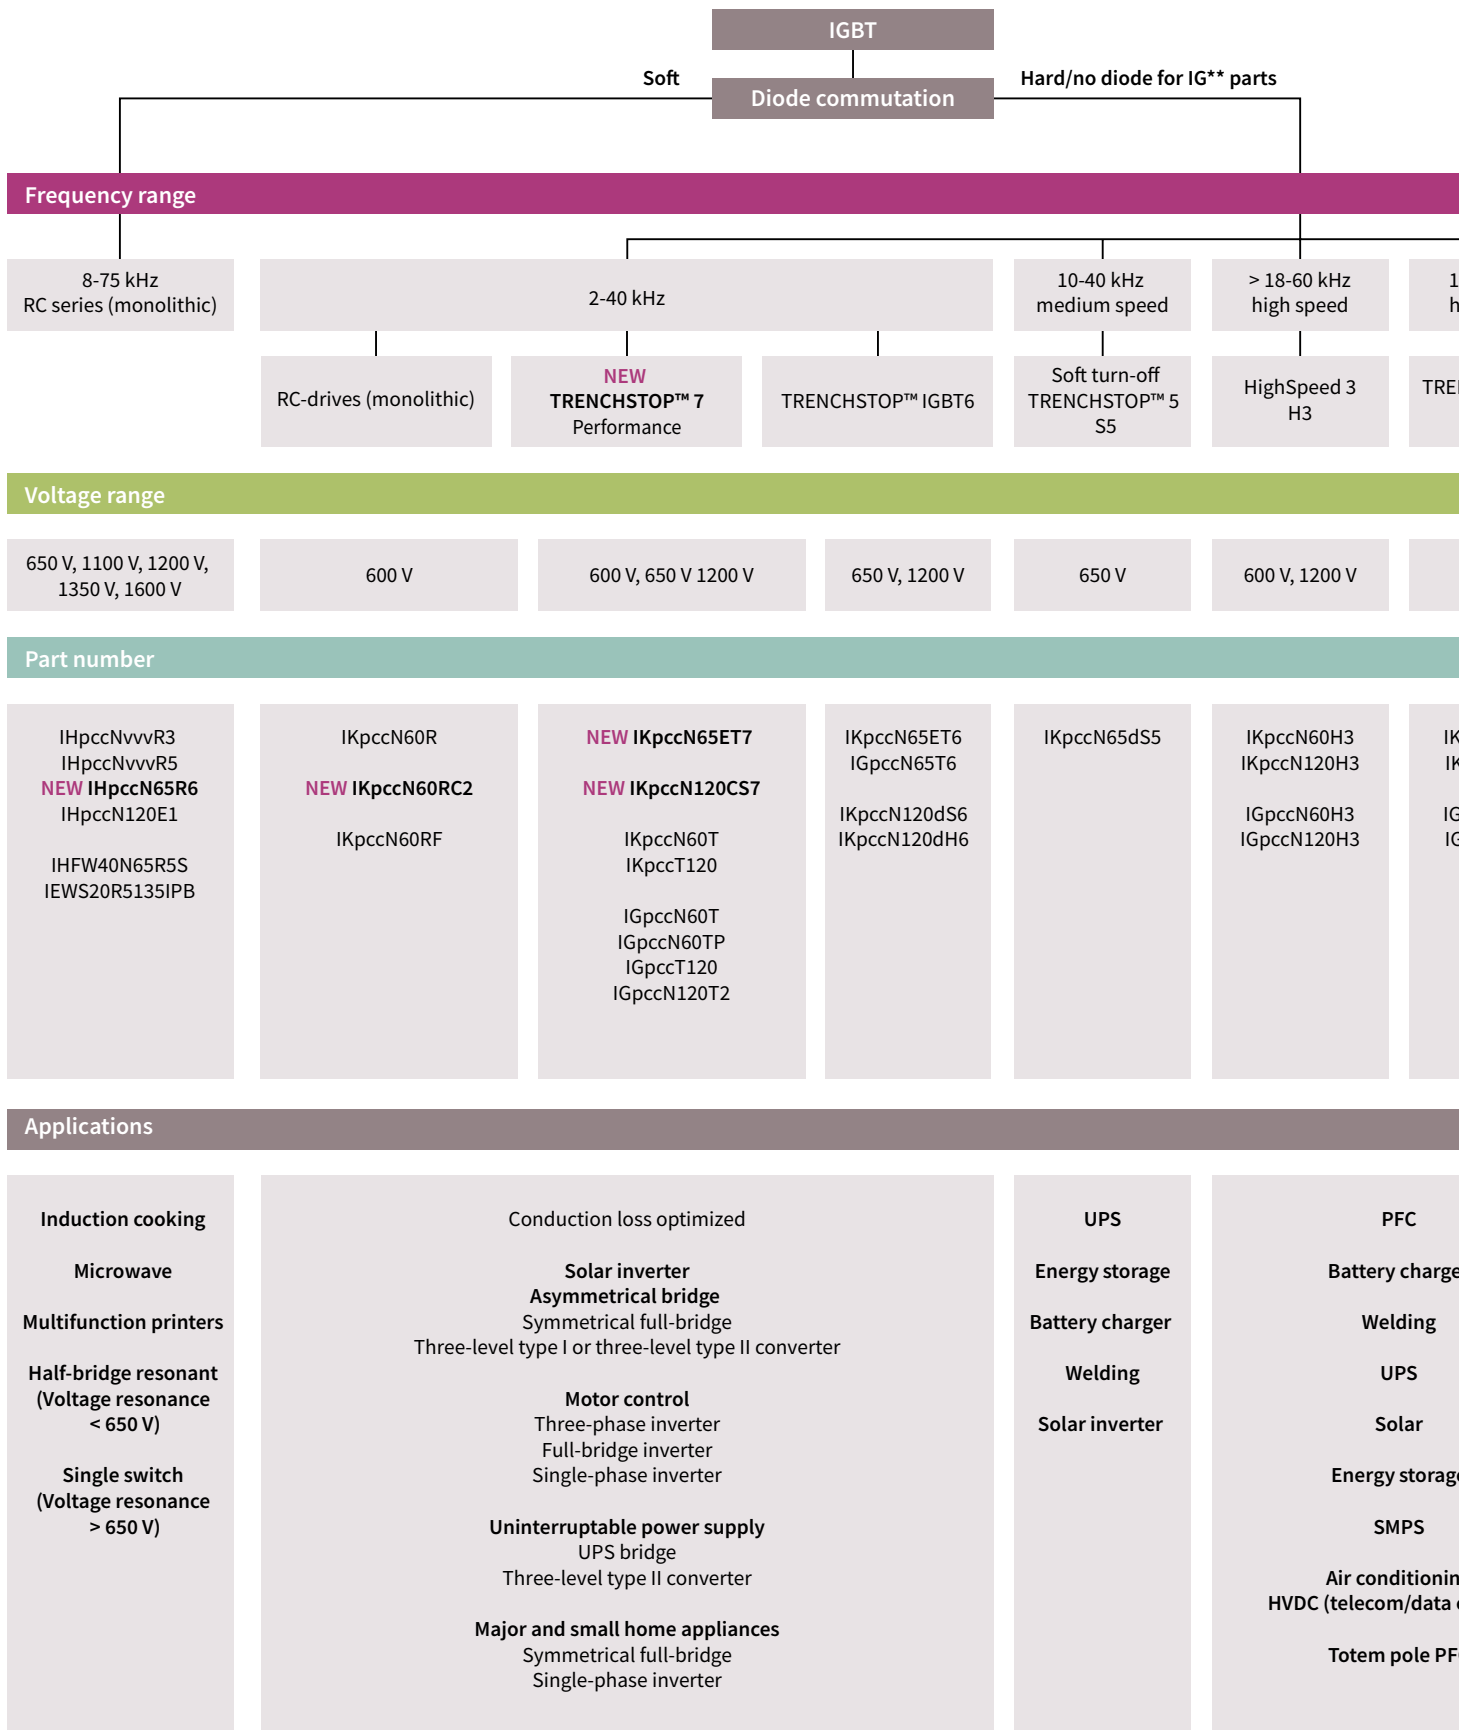 IGBT
Soft
Hard/no diode for IG** parts
Diode commutation
Frequency range
8-75 kHz
RC series (monolithic)
2-40 kHz
10-40 kHz
medium speed
> 18-60 kHz
high speed
RC-drives (monolithic)
NEW
TRENCHSTOP™ 7
Performance
TRENCHSTOP™ IGBT6
Soft turn-off
TRENCHSTOP™ 5
S5
HighSpeed 3
H3
Voltage range
650 V, 1100 V, 1200 V,
1350 V, 1600 V
600 V
600 V, 650 V 1200 V
650 V, 1200 V
650 V
600 V, 1200 V
Part number
IHpccNvvvR3
IHpccNvvvR5
NEW IHpccN65R6
IHpccN120E1
IHFW40N65R5S
IEWS20R5135IPB
IKpccN60R
NEW IKpccN60RC2
IKpccN60RF
NEW IKpccN65ET7
NEW IKpccN120CS7
IKpccN60T
IKpccT120
IGpccN60T
IGpccN60TP
IGpccT120
IGpccN120T2
IKpccN65ET6
IGpccN65T6
IKpccN120dS6
IKpccN120dH6
IKpccN65dS5
IKpccN60H3
IKpccN120H3
IGpccN60H3
IGpccN120H3
Applications
Induction cooking
Microwave
Multifunction printers
Half-bridge resonant
(Voltage resonance
< 650 V)
Single switch
(Voltage resonance
> 650 V)
Conduction loss optimized
Solar inverter
Asymmetrical bridge
Symmetrical full-bridge
Three-level type I or three-level type II converter
Motor control
Three-phase inverter
Full-bridge inverter
Single-phase inverter
Uninterruptable power supply
UPS bridge
Three-level type II converter
Major and small home appliances
Symmetrical full-bridge
Single-phase inverter
UPS
Energy storage
Battery charger
Welding
Solar inverter
PFC
Battery
Welding
UPS
Solar
Energy
SMPS
Air
HVDC (telecom/data
Totem pole